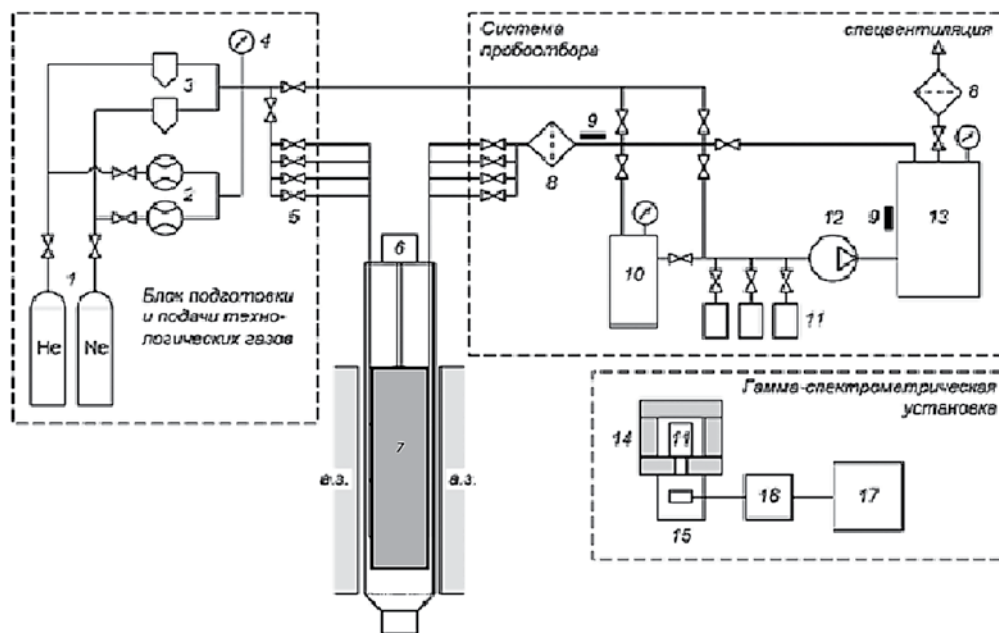 Система
пробоотбора
спецвентиляция
4
3
8
9
8
2
5
12
9
13
6
10
1
Блок подготовки
и подачи техно-
логических газов
11
He
Ne
Гамма-спектрометрическая
установка
7
14
11
а.з.
а.з.
16
17
15